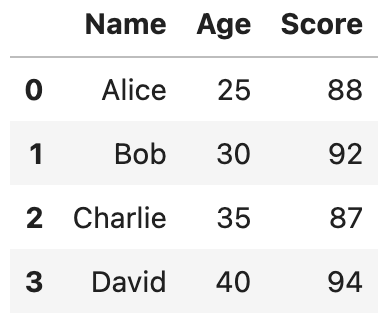 Name Age Score
0 Alice 25 88
1 Bob 30 92
2 Charlie 35 87
3 David 40 94